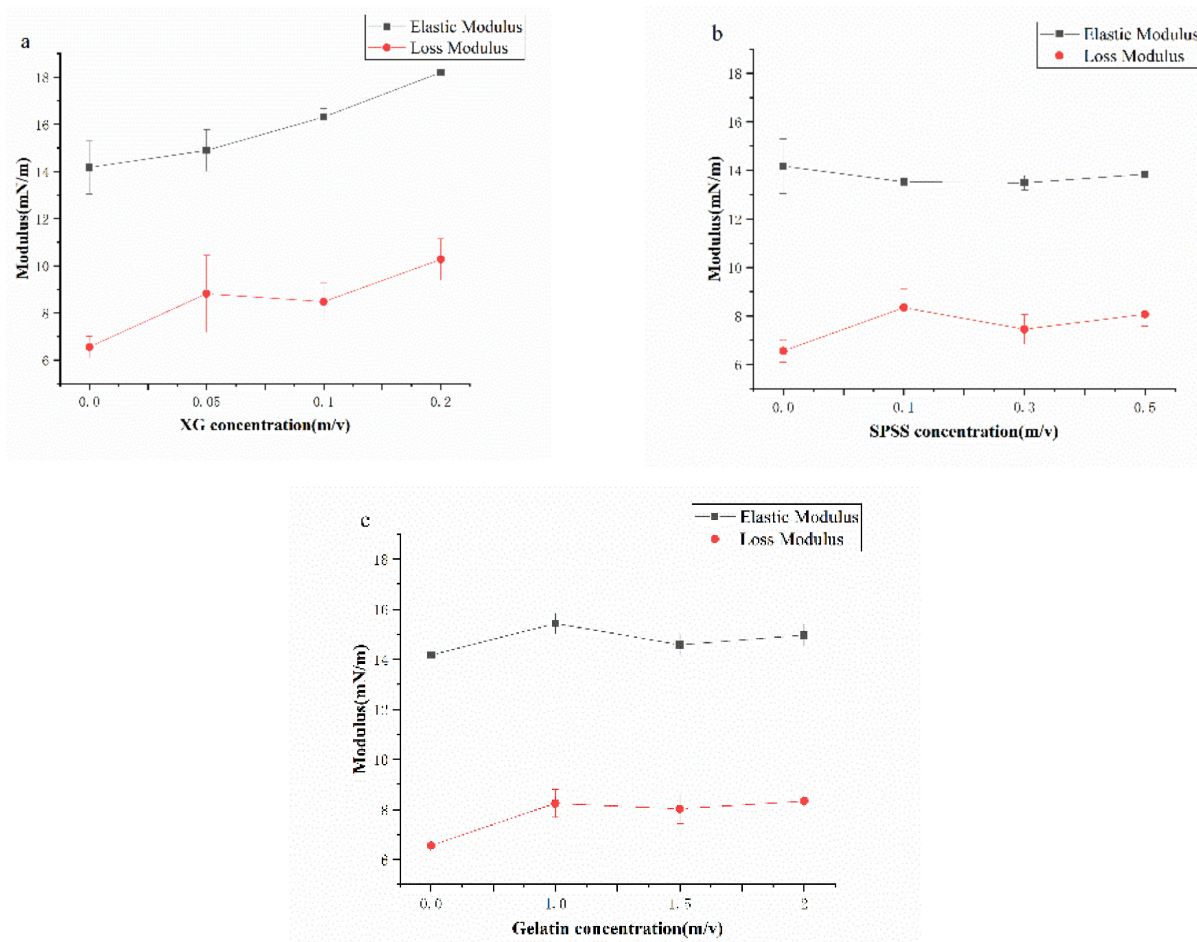 a
Elastic Modulus
Loss Modulus
18
16
14
12
10
8
6
Modulus(mN/m)
0.0 0.05 0.1 0.2
XG concentration(m/v)
b
Elastic Modulus
Loss Modulus
18
16
14
12
10
8
6
Modulus(mN/m)
0.0 0.1 0.3 0.5
SPSS concentration(m/v)
c
Elastic Modulus
Loss Modulus
18
16
14
12
10
8
6
Modulus(mN/m)
0.0 1.0 1.5 2
Gelatin concentration(m/v)